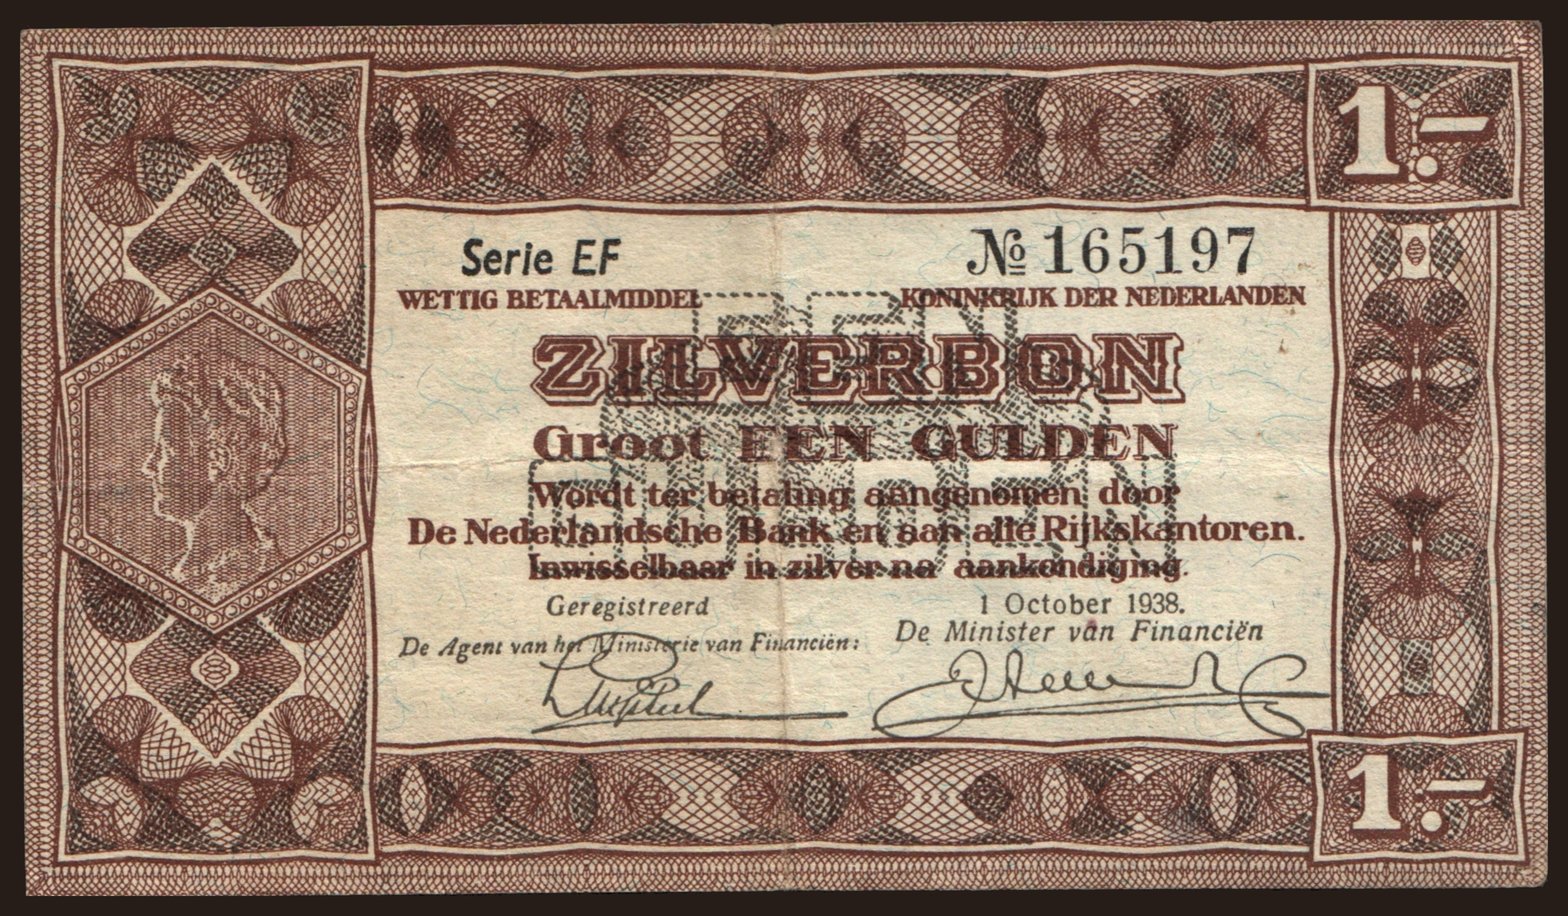 1.-
Serie EF
№ 165197
WETTIG BETAALMIDDEL
KONINKRIJK DER NEDERLANDEN
EEN
GULDEN
ZILVERBON
Groot EEN GULDEN
Wordt ter betaling aangenomen door
De Nederlandsche Bank en aan alle Rijkskantoren.
Inwisselbaar in zilver na aankondiging.
Geregistreerd
1 October 1938.
De Agent van het Ministerie van Financiën:
De Minister van Financiën
1.-